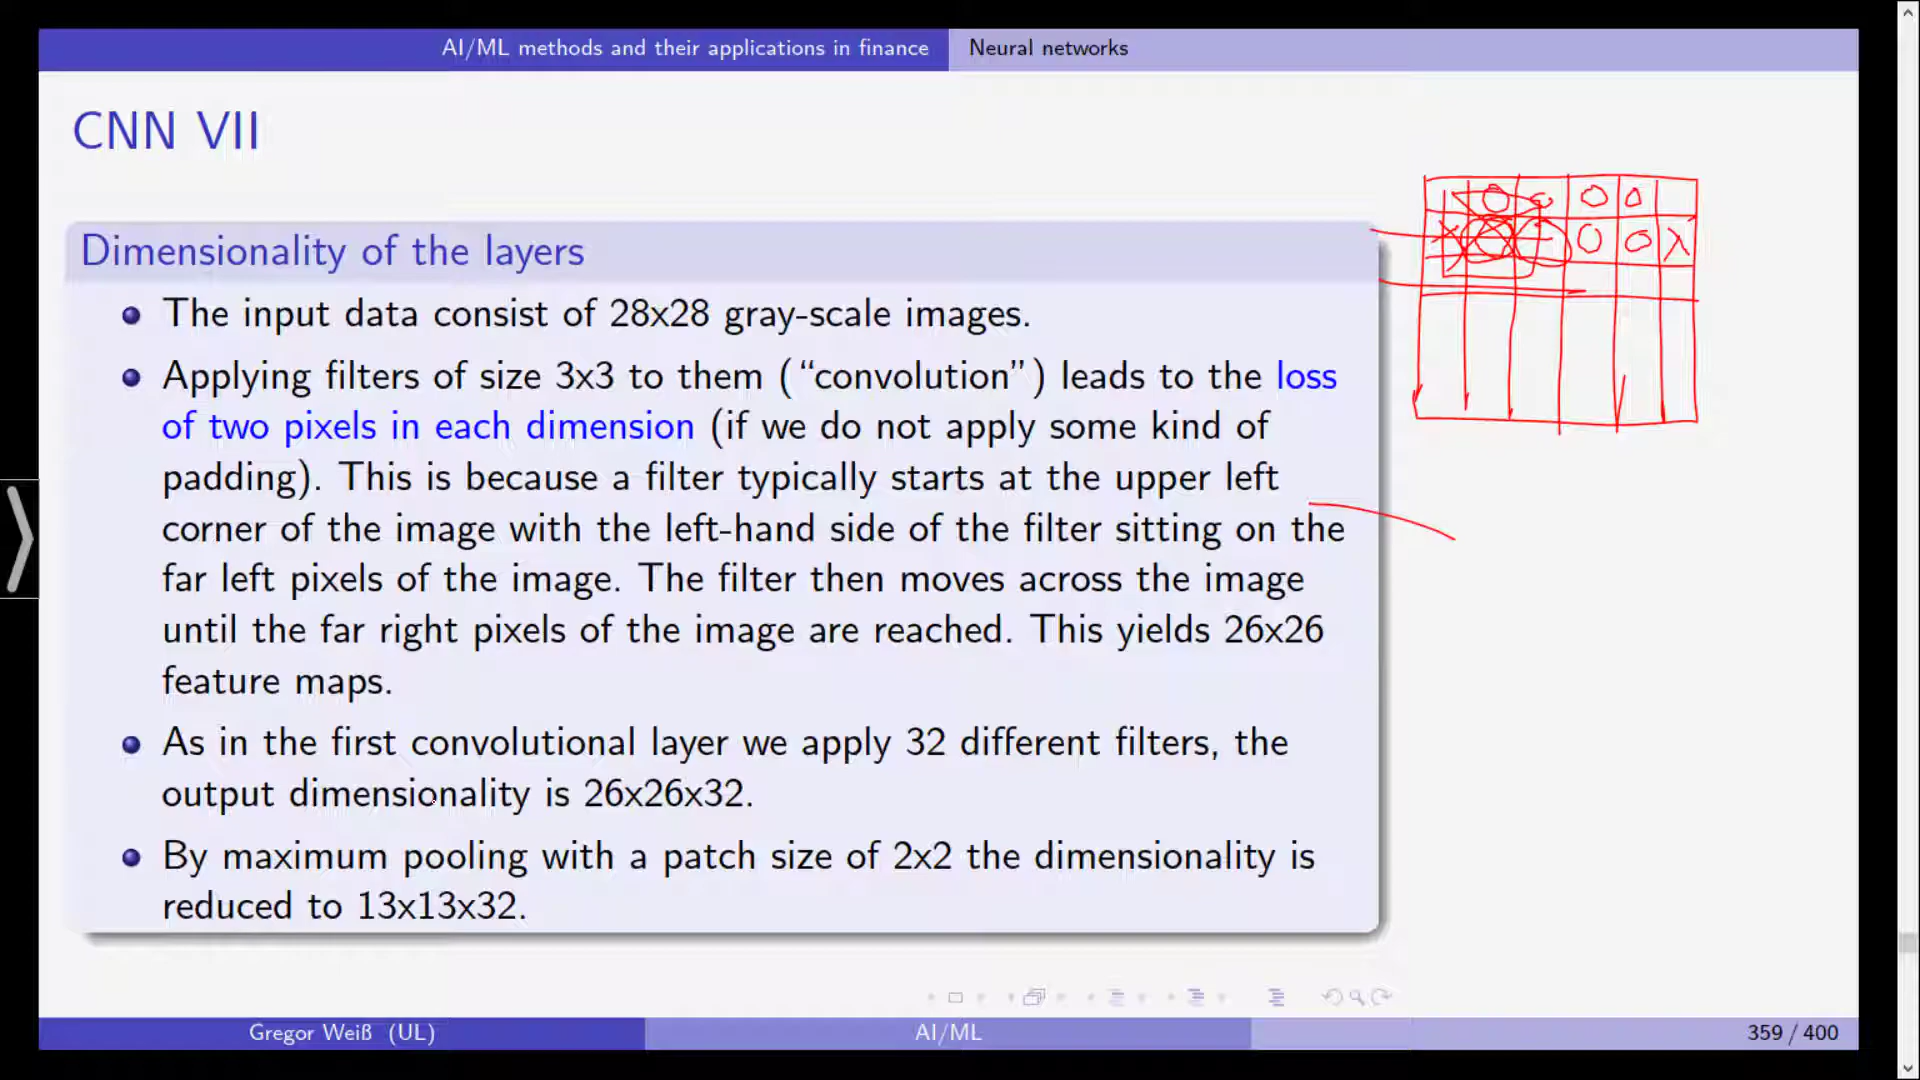 AI/ML methods and their applications in finance Neural networks
CNN VII
Dimensionality of the layers
The input data consist of 28x28 gray-scale images.
Applying filters of size 3x3 to them (“convolution”) leads to the loss
of two pixels in each dimension (if we do not apply some kind of
padding). This is because a filter typically starts at the upper left
corner of the image with the left-hand side of the filter sitting on the
far left pixels of the image. The filter then moves across the image
until the far right pixels of the image are reached. This yields 26x26
feature maps.
As in the first convolutional layer we apply 32 different filters, the
output dimensionality is 26x26x32.
By maximum pooling with a patch size of 2x2 the dimensionality is
reduced to 13x13x32.
Gregor Weiß (UL) AI/ML 359 / 400